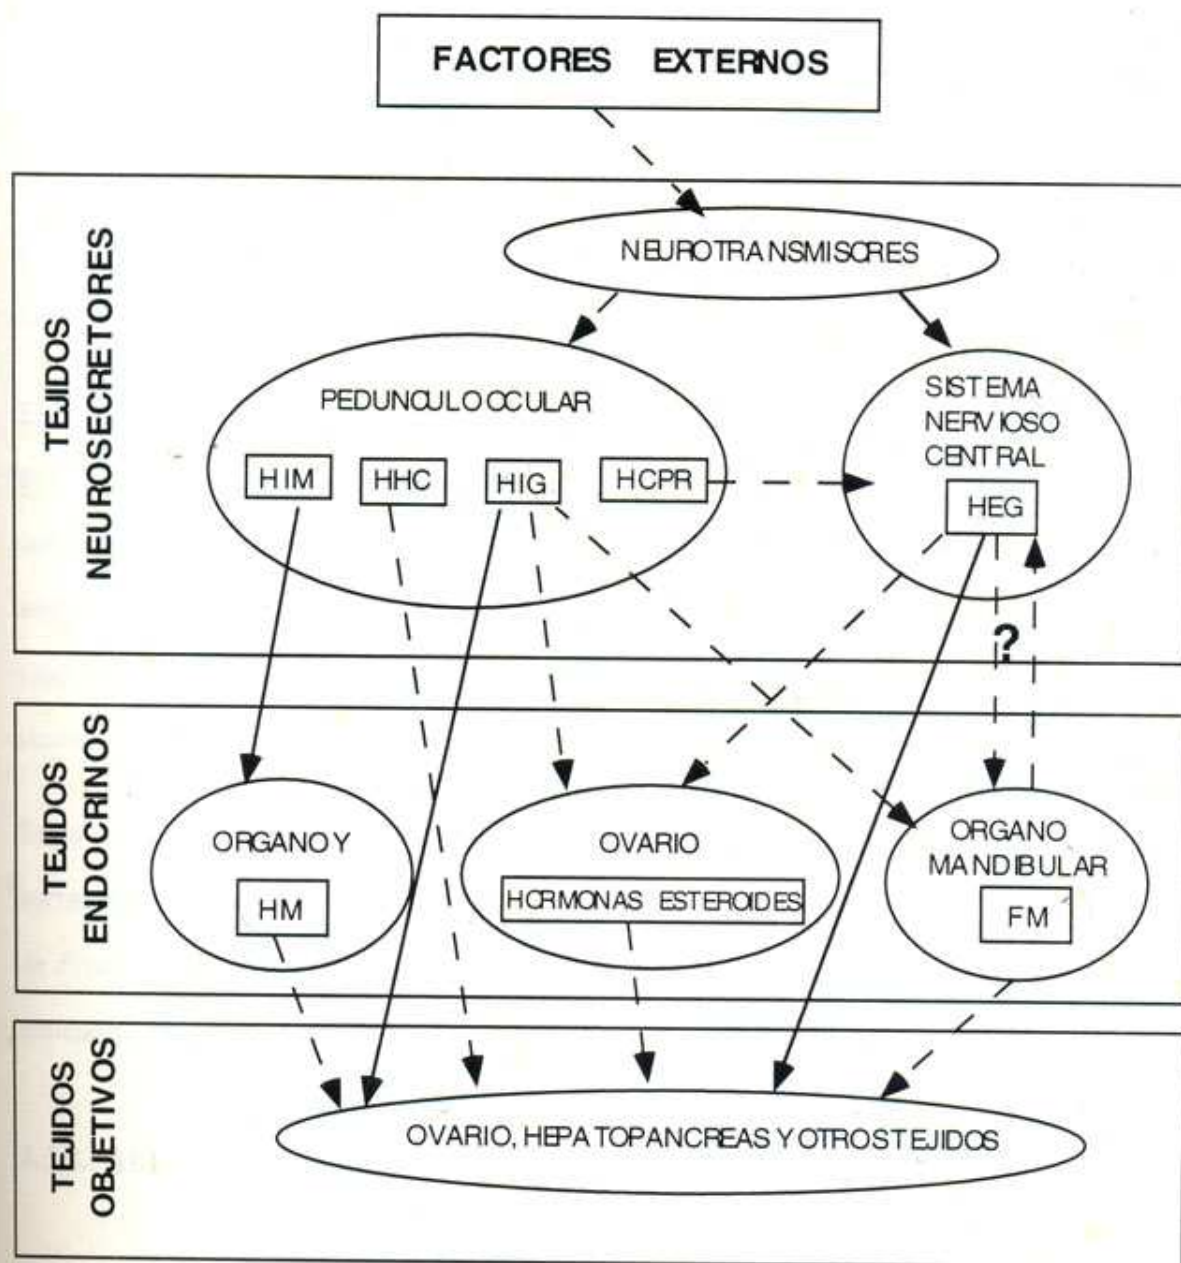 FACTORES EXTERNOS
TEJIDOS
NEUROSECRETORES
NEUROTRANSMISORES
PEDUNCULO OCULAR
HIM
HHC
HIG
HCPR
SISTEMA
NERVIOSO
CENTRAL
HEG
?
TEJIDOS
ENDOCRINOS
ORGANO Y
HM
OVARIO
HORMONAS ESTEROIDES
ORGANO
MANDIBULAR
FM
TEJIDOS
OBJETIVOS
OVARIO, HEPATOPANCREAS Y OTROS TEJIDOS